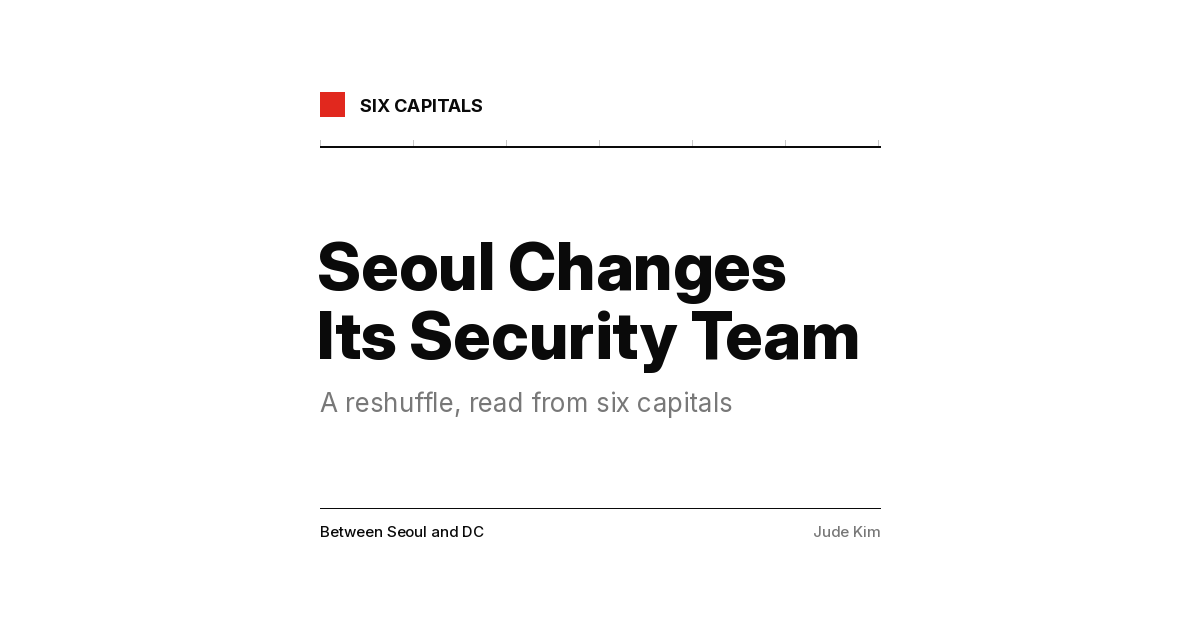 SIX CAPITALS
Seoul Changes
Its Security Team
A reshuffle, read from six capitals
Between Seoul and DC
Jude Kim